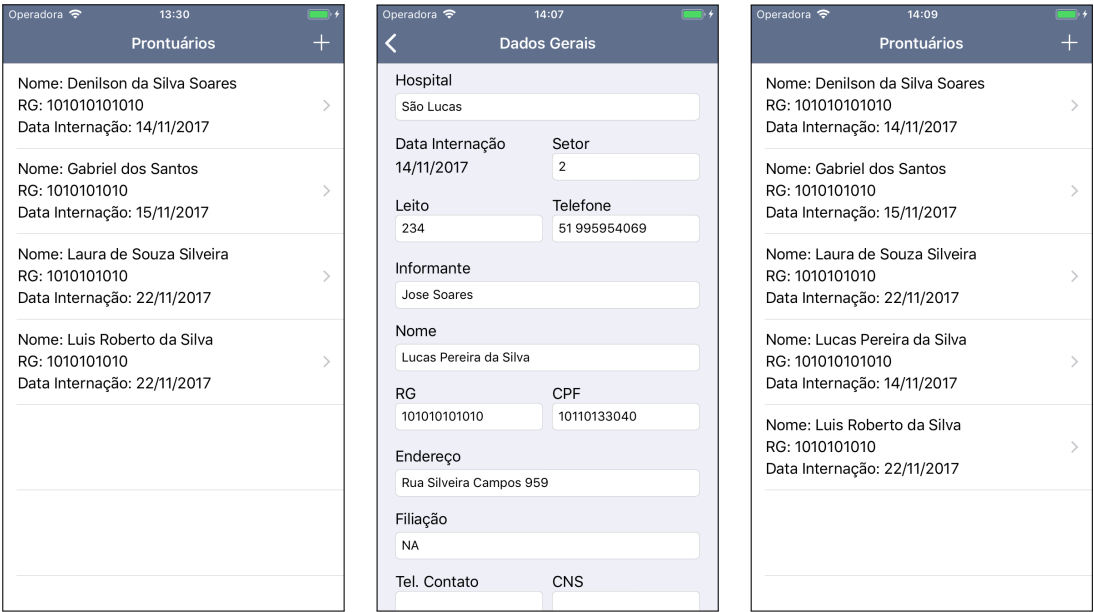 Operadora 13:30
Prontuários +
Nome: Denilson da Silva Soares
RG: 101010101010
Data Internação: 14/11/2017
Nome: Gabriel dos Santos
RG: 1010101010
Data Internação: 15/11/2017
Nome: Laura de Souza Silveira
RG: 1010101010
Data Internação: 22/11/2017
Nome: Luis Roberto da Silva
RG: 1010101010
Data Internação: 22/11/2017
Operadora 14:07
Dados Gerais
Hospital
São Lucas
Data Internação Setor
14/11/2017 2
Leito Telefone
234 51 995954069
Informante
Jose Soares
Nome
Lucas Pereira da Silva
RG CPF
101010101010 10110133040
Endereço
Rua Silveira Campos 959
Filiação
NA
Tel. Contato CNS
Operadora 14:09
Prontuários +
Nome: Denilson da Silva Soares
RG: 101010101010
Data Internação: 14/11/2017
Nome: Gabriel dos Santos
RG: 1010101010
Data Internação: 15/11/2017
Nome: Laura de Souza Silveira
RG: 1010101010
Data Internação: 22/11/2017
Nome: Lucas Pereira da Silva
RG: 101010101010
Data Internação: 14/11/2017
Nome: Luis Roberto da Silva
RG: 1010101010
Data Internação: 22/11/2017